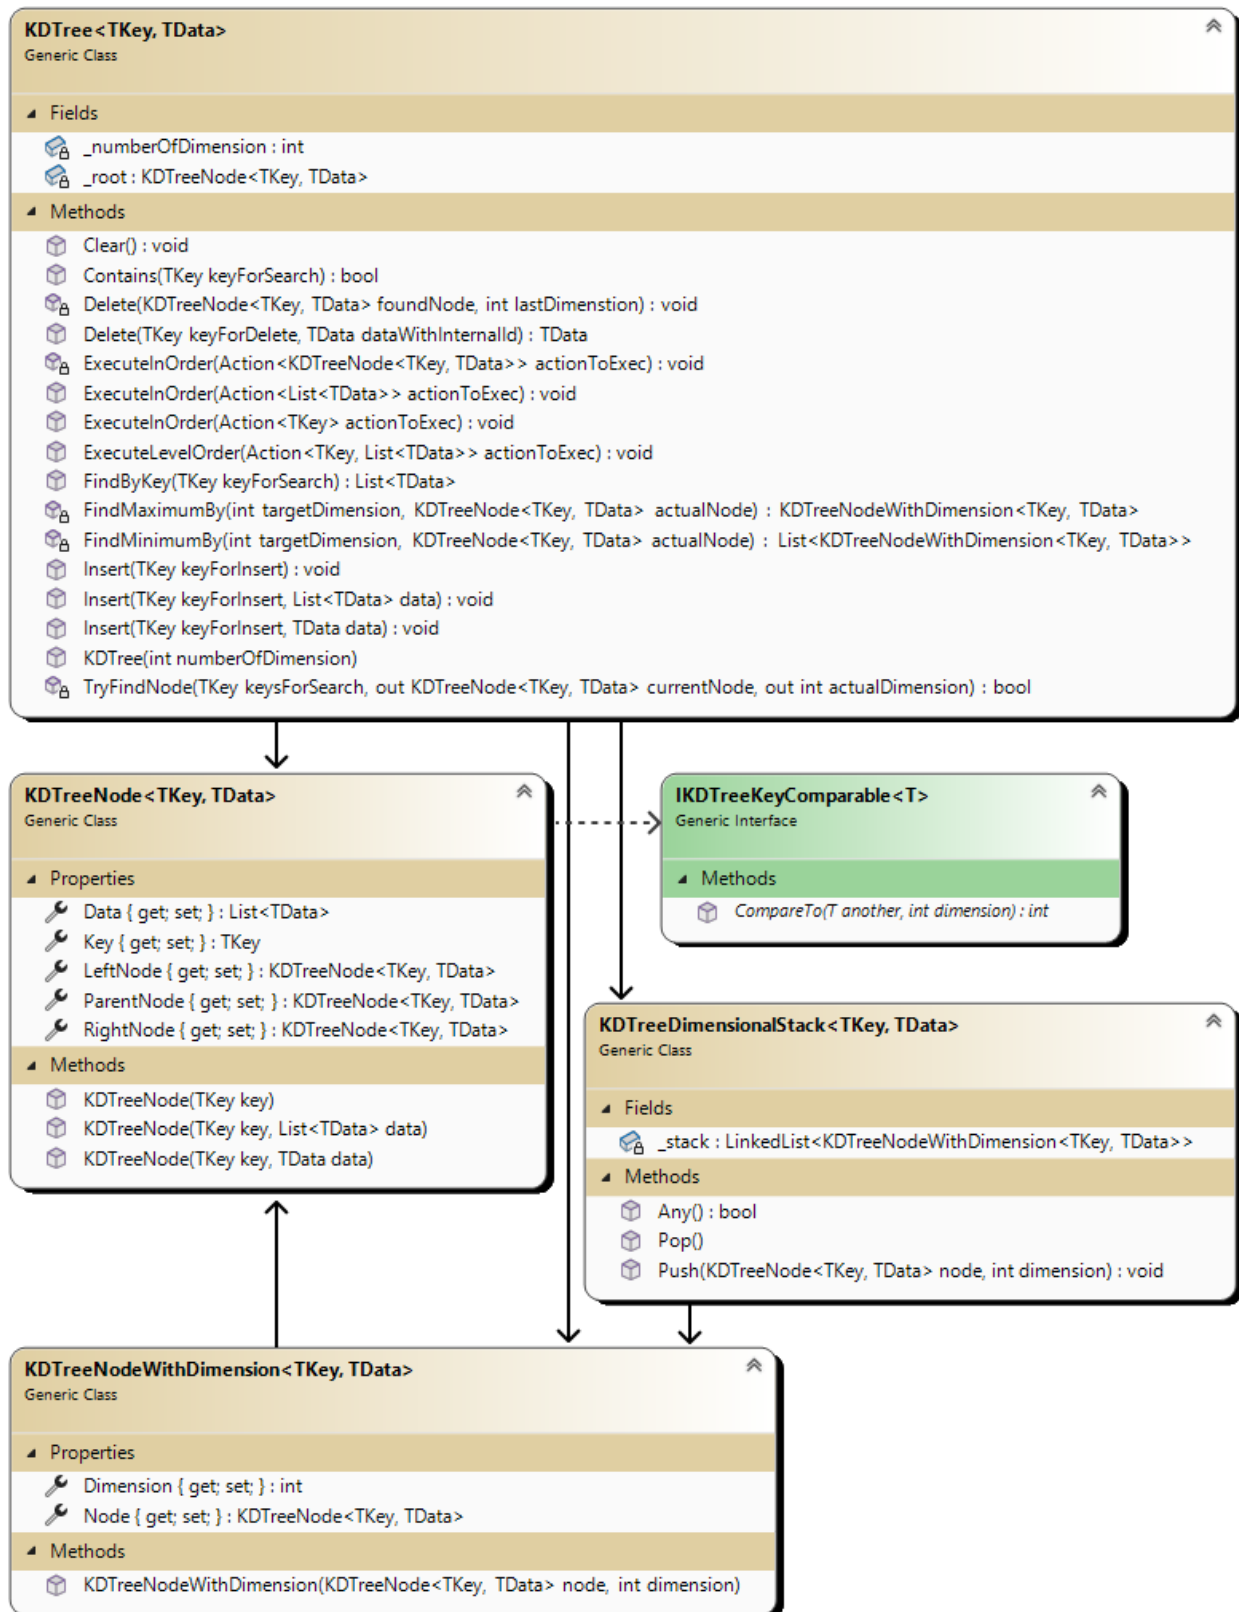 KDTree<TKey, TData>
Generic Class
Fields
_numberOfDimension : int
_root : KDTreeNode<TKey, TData>
Methods
Clear() : void
Contains(TKey keyForSearch) : bool
Delete(KDTreeNode<TKey, TData> foundNode, int lastDimenstion) : void
Delete(TKey keyForDelete, TData dataWithInternalId) : TData
ExecuteInOrder(Action<KDTreeNode<TKey, TData>> actionToExec) : void
ExecuteInOrder(Action<List<TData>> actionToExec) : void
ExecuteInOrder(Action<TKey> actionToExec) : void
ExecuteLevelOrder(Action<TKey, List<TData>> actionToExec) : void
FindByKey(TKey keyForSearch) : List<TData>
FindMaximumBy(int targetDimension, KDTreeNode<TKey, TData> actualNode) : KDTreeNodeWithDimension<TKey, TData>
FindMinimumBy(int targetDimension, KDTreeNode<TKey, TData> actualNode) : List<KDTreeNodeWithDimension<TKey, TData>>
Insert(TKey keyForInsert) : void
Insert(TKey keyForInsert, List<TData> data) : void
Insert(TKey keyForInsert, TData data) : void
KDTree(int numberOfDimension)
TryFindNode(TKey keysForSearch, out KDTreeNode<TKey, TData> currentNode, out int actualDimension) : bool
KDTreeNode<TKey, TData>
Generic Class
Properties
Data { get; set; } : List<TData>
Key { get; set; } : TKey
LeftNode { get; set; } : KDTreeNode<TKey, TData>
ParentNode { get; set; } : KDTreeNode<TKey, TData>
RightNode { get; set; } : KDTreeNode<TKey, TData>
Methods
KDTreeNode(TKey key)
KDTreeNode(TKey key, List<TData> data)
KDTreeNode(TKey key, TData data)
IKDTreeKeyComparable<T>
Generic Interface
Methods
CompareTo(T another, int dimension) : int
KDTreeDimensionalStack<TKey, TData>
Generic Class
Fields
_stack : LinkedList<KDTreeNodeWithDimension<TKey, TData>>
Methods
Any() : bool
Pop()
Push(KDTreeNode<TKey, TData> node, int dimension) : void
KDTreeNodeWithDimension<TKey, TData>
Generic Class
Properties
Dimension { get; set; } : int
Node { get; set; } : KDTreeNode<TKey, TData>
Methods
KDTreeNodeWithDimension(KDTreeNode<TKey, TData> node, int dimension)